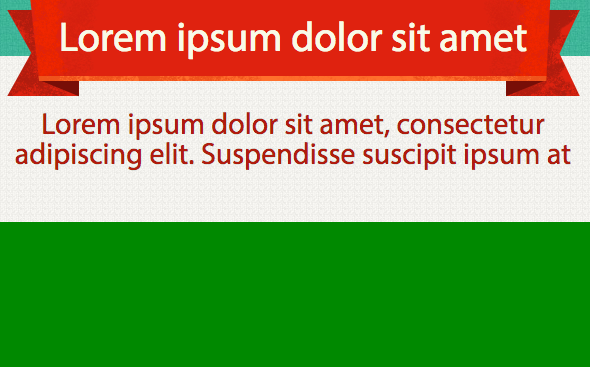 Lorem ipsum dolor sit amet
Lorem ipsum dolor sit amet, consectetur
adipiscing elit. Suspendisse suscipit ipsum at